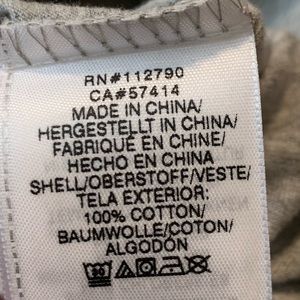 RN#112790
CA#57414
MADE IN CHINA/
HERGESTELLT IN CHINA/
FABRIQUÉ EN CHINE/
HECHO EN CHINA
SHELL/OBERSTOFF/VESTE/
TELA EXTERIOR:
100% COTTON/
BAUMWOLLE/COTON/
ALGODÓN